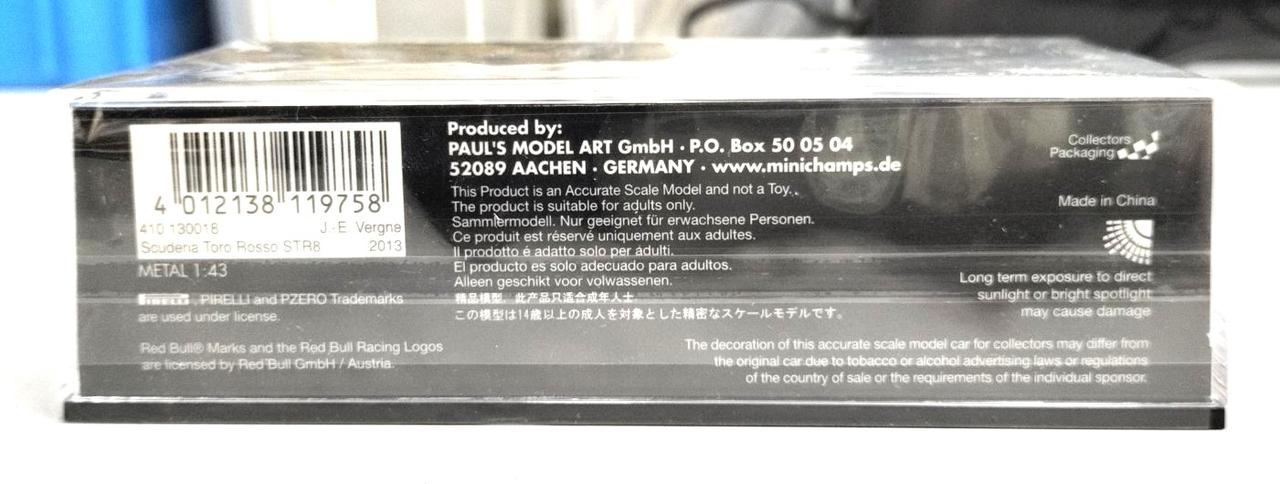 4 012138 119758
410 130018 J.-E Vergne
Scuderia Toro Rosso STR8 2013
METAL 1:43
PIRELLI, PIRELLI and PZERO Trademarks
are used under license.
Red Bull® Marks and the Red Bull Racing Logos
are licensed by Red Bull GmbH / Austria.
Produced by:
PAUL'S MODEL ART GmbH · P.O. Box 50 05 04
52089 AACHEN · GERMANY · www.minichamps.de
This Product is an Accurate Scale Model and not a Toy.
The product is suitable for adults only.
Sammlermodell. Nur geeignet für erwachsene Personen.
Ce produit est réservé uniquement aux adultes.
Il prodotto é adatto solo per adulti.
El producto es solo adecuado para adultos.
Alleen geschikt voor volwassenen.
精品模型，此产品只适合成年人士
この模型は14歳以上の成人を対象とした精密なスケールモデルです。
Collectors
Packaging
Made in China
Long term exposure to direct
sunlight or bright spotlight
may cause damage
The decoration of this accurate scale model car for collectors may differ from
the original car due to tobacco or alcohol advertising laws or regulations
of the country of sale or the requirements of the individual sponsor.